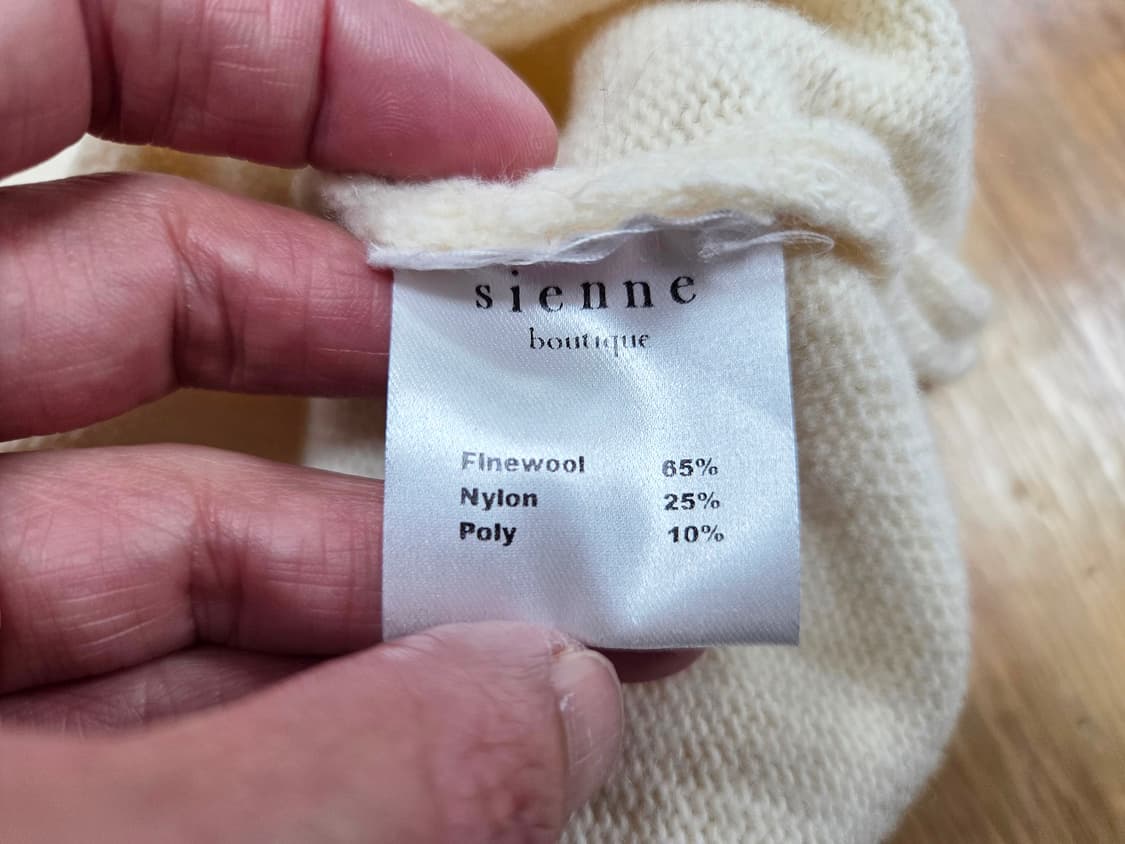 sienne
boutique
Finewool 65%
Nylon 25%
Poly 10%